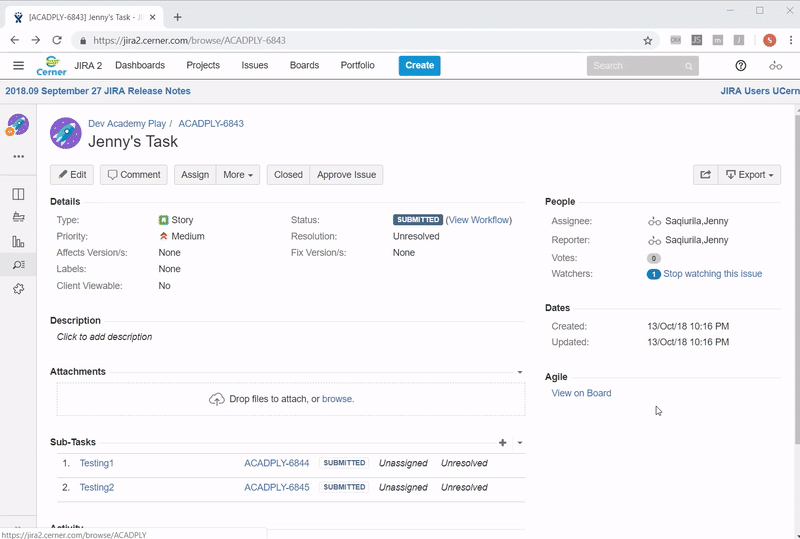 [ACADPLY-6843] Jenny's Task - JI
https://jira2.cerner.com/browse/ACADPLY-6843
S
Cerner JIRA 2 Dashboards Projects Issues Boards Portfolio Create Search
2018.09 September 27 JIRA Release Notes JIRA Users UCern
Dev Academy Play / ACADPLY-6843
Jenny's Task
Edit Comment Assign More Closed Approve Issue Export
Details
Type: Story
Status: SUBMITTED (View Workflow)
Priority: Medium
Resolution: Unresolved
Affects Version/s: None
Fix Version/s: None
Labels: None
Client Viewable: No
People
Assignee: Saqiurila,Jenny
Reporter: Saqiurila,Jenny
Votes: 0
Watchers: 1 Stop watching this issue
Dates
Created: 13/Oct/18 10:16 PM
Updated: 13/Oct/18 10:16 PM
Agile
View on Board
Description
Click to add description
Attachments
Drop files to attach, or browse.
Sub-Tasks
1. Testing1 ACADPLY-6844 SUBMITTED Unassigned Unresolved
2. Testing2 ACADPLY-6845 SUBMITTED Unassigned Unresolved
Activity
https://jira2.cerner.com/browse/ACADPLY